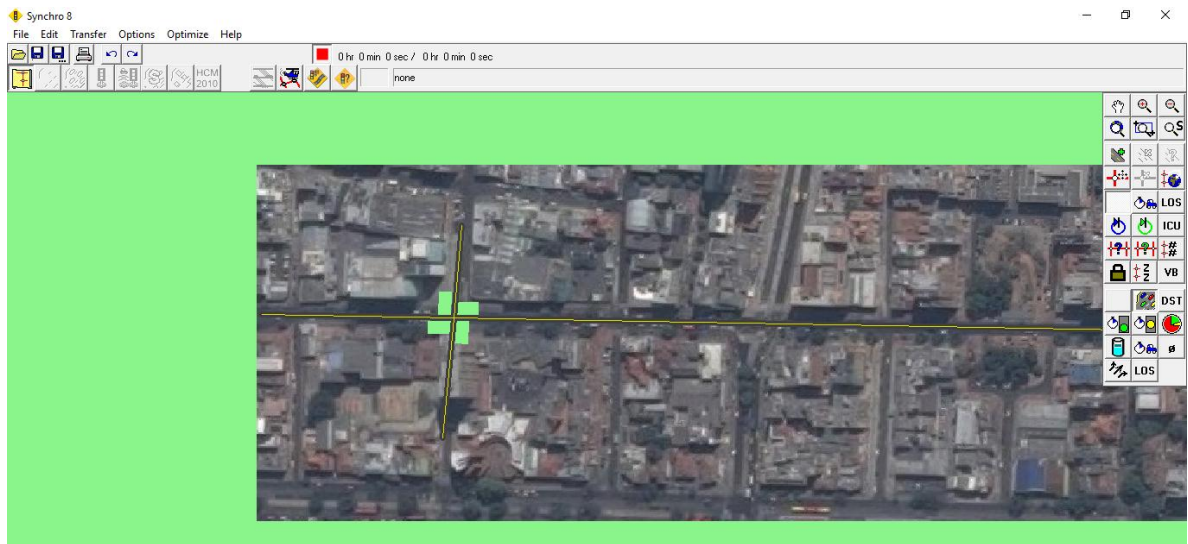 Synchro 8
File Edit Transfer Options Optimize Help
0 hr 0 min 0 sec / 0 hr 0 min 0 sec
HCM
2010
none
S
LOS
ICU
#
#
Z
Z
VB
DST
ø
LOS